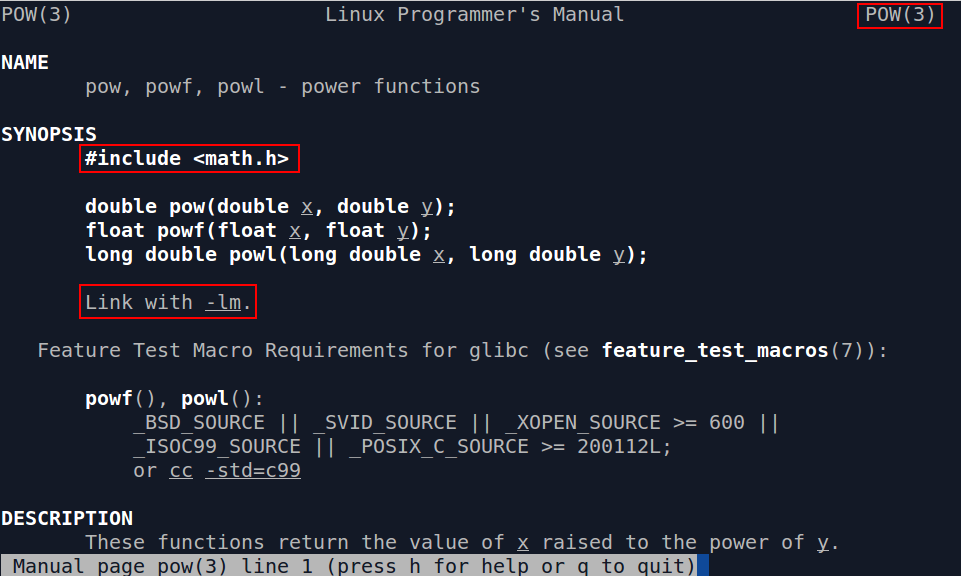 POW(3) Linux Programmer's Manual POW(3)
NAME
pow, powf, powl - power functions
SYNOPSIS
#include <math.h>
double pow(double x, double y);
float powf(float x, float y);
long double powl(long double x, long double y);
Link with -lm.
Feature Test Macro Requirements for glibc (see feature_test_macros(7)):
powf(), powl():
_BSD_SOURCE || _SVID_SOURCE || _XOPEN_SOURCE >= 600 ||
_ISOC99_SOURCE || _POSIX_C_SOURCE >= 200112L;
or cc -std=c99
DESCRIPTION
These functions return the value of x raised to the power of y.
Manual page pow(3) line 1 (press h for help or q to quit)